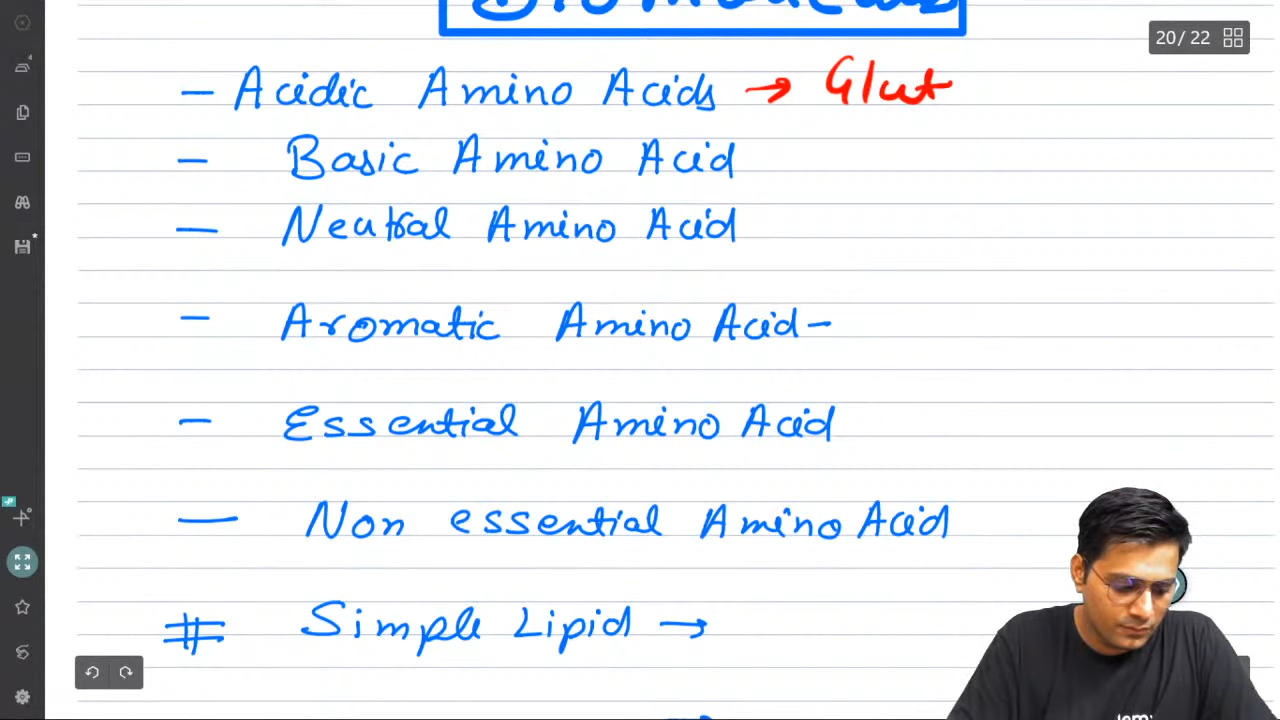 20 / 22
- Acidic Amino Acids → Glut
- Basic Amino Acid
- Neutral Amino Acid
- Aromatic Amino Acid-
- Essential Amino Acid
- Non essential Amino Acid
# Simple Lipid →